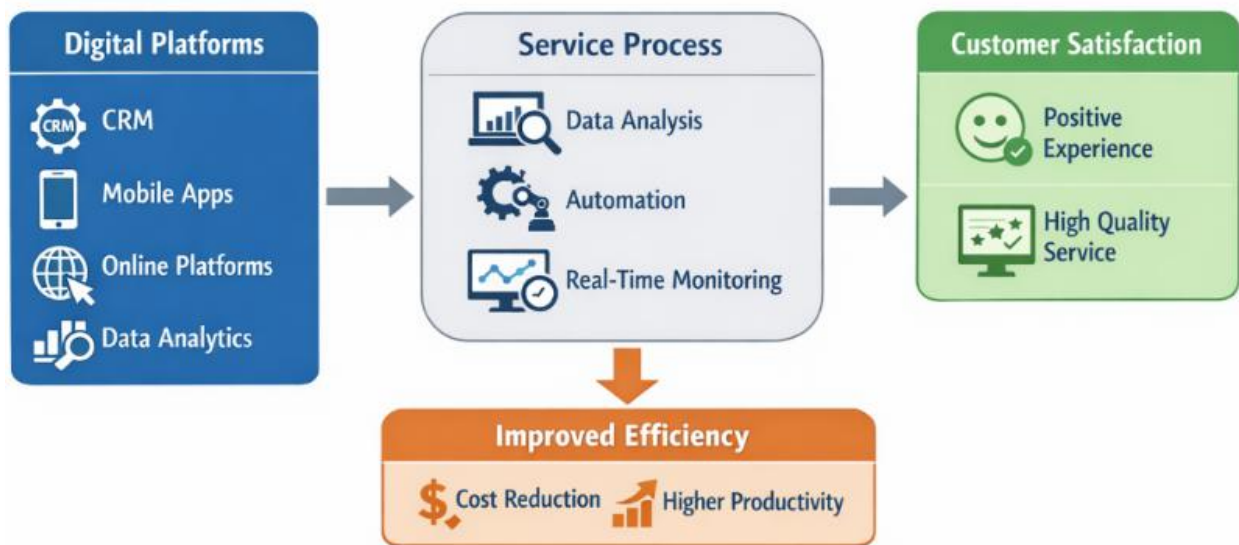 Digital Platforms
CRM
CRM
Mobile Apps
Online Platforms
Data Analytics
Service Process
Data Analysis
Automation
Real-Time Monitoring
Customer Satisfaction
Positive
Experience
High Quality
Service
Improved Efficiency
$ Cost Reduction
Higher Productivity